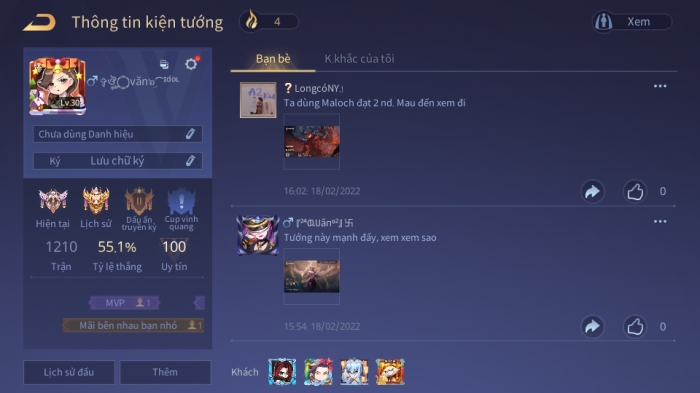 Thông tin kiện tướng
4
Xem
Bạn bè
K.khắc của tôi
Lv.30
Chưa dùng Danh hiệu
Ký
Lưu chữ ký
Hiện tại
Lịch sử
Dấu ấn truyền kỳ
Cup vinh quang
1210
55.1%
100
Trận
Tỷ lệ thắng
Uy tín
MVP
1
Mãi bên nhau bạn nhó
1
Lịch sử đấu
Thêm
LongcóNY
Ta dùng Maloch đạt 2 nd. Mau đến xem đi
16:02 18/02/2022
0
Tướng này mạnh đấy, xem xem sao
15:54 18/02/2022
0
Khách